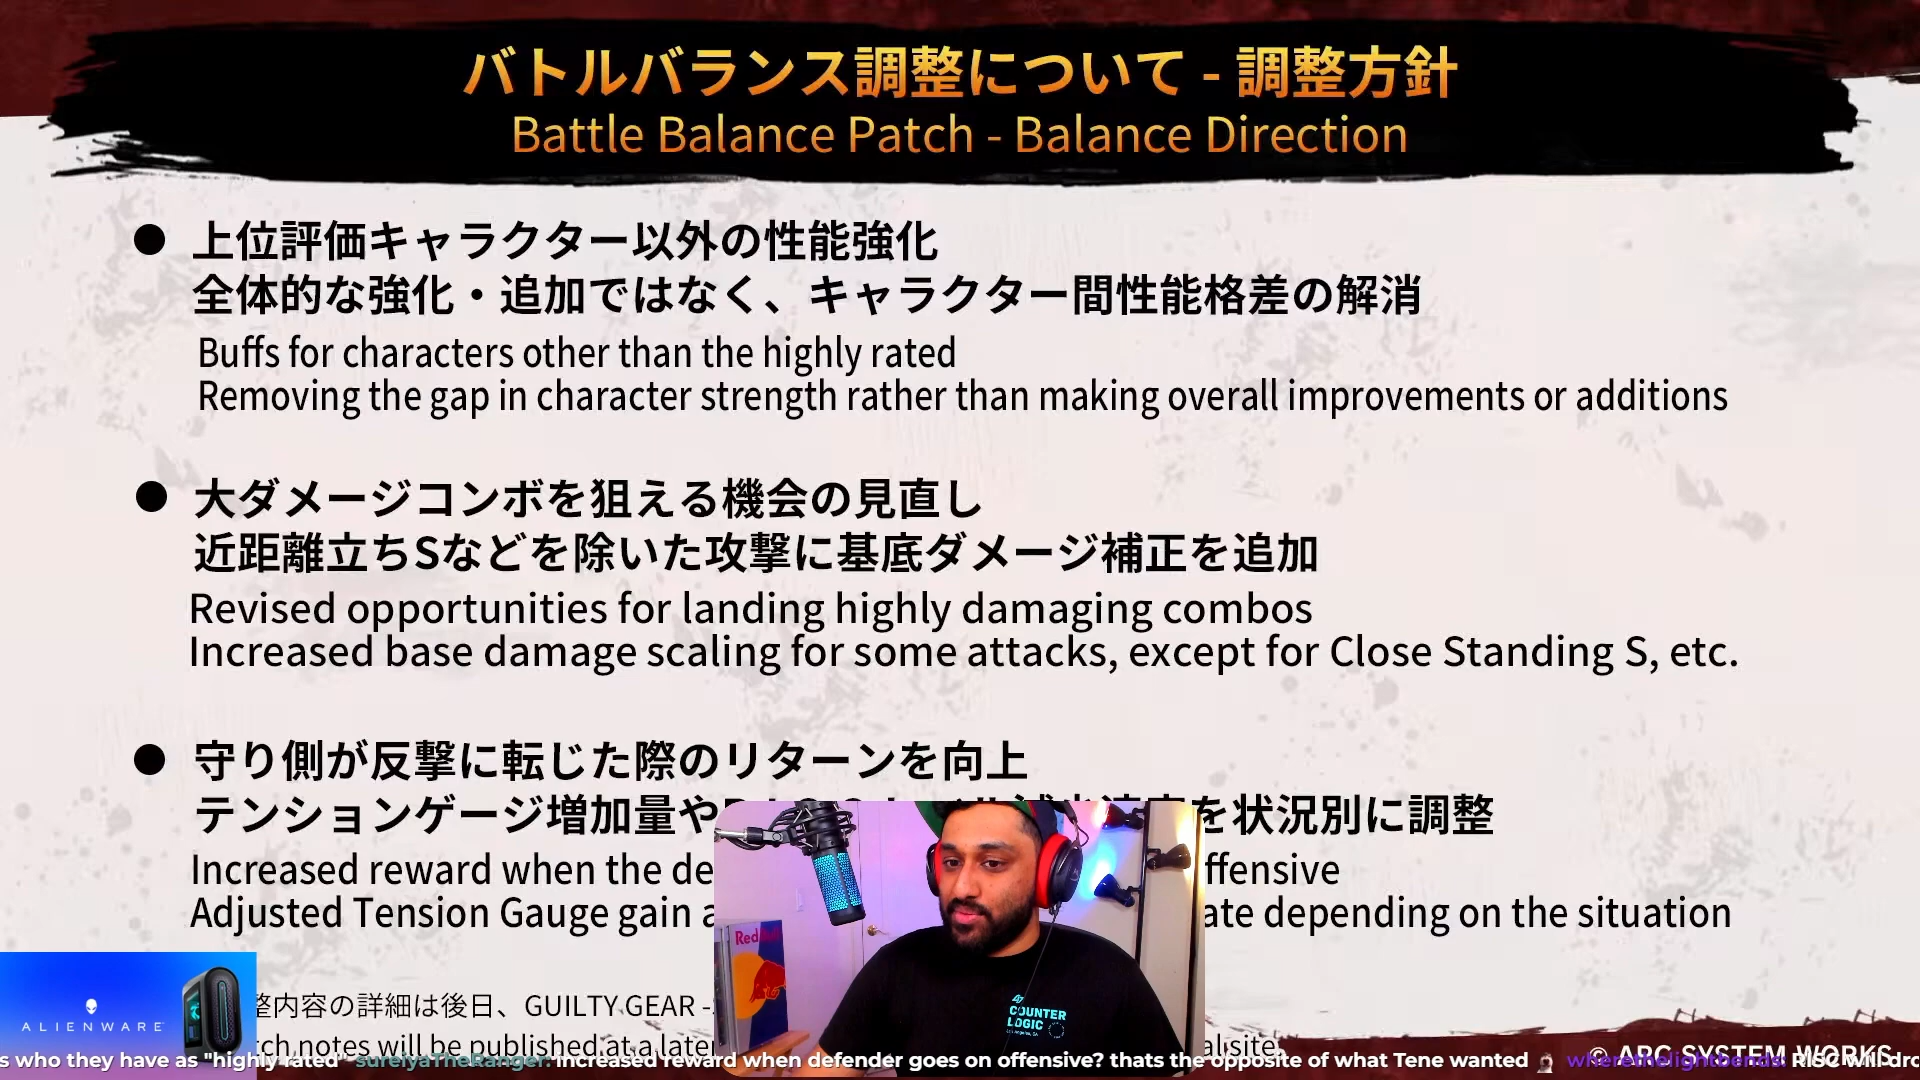 バトルバランス調整について - 調整方針
Battle Balance Patch - Balance Direction
● 上位評価キャラクター以外の性能強化
全体的な強化・追加ではなく、キャラクター間性能格差の解消
Buffs for characters other than the highly rated
Removing the gap in character strength rather than making overall improvements or additions
● 大ダメージコンボを狙える機会の見直し
近距離立ちSなどを除いた攻撃に基底ダメージ補正を追加
Revised opportunities for landing highly damaging combos
Increased base damage scaling for some attacks, except for Close Standing S, etc.
● 守り側が反撃に転じた際のリターンを向上
テンションゲージ増加量や を状況別に調整
Increased reward when the de ffensive
Adjusted Tension Gauge gain a ate depending on the situation
RedBull
COUNTER
LOGIC
ALIENWARE
整内容の詳細は後日、GUILTY GEAR -
tch notes will be published at a later al site.
© ARC SYSTEM WORKS
s who they have as "highly rated" sureiyaTheRanger: increased reward when defender goes on offensive? thats the opposite of what Tene wanted wherethelightbends: RISC will dro